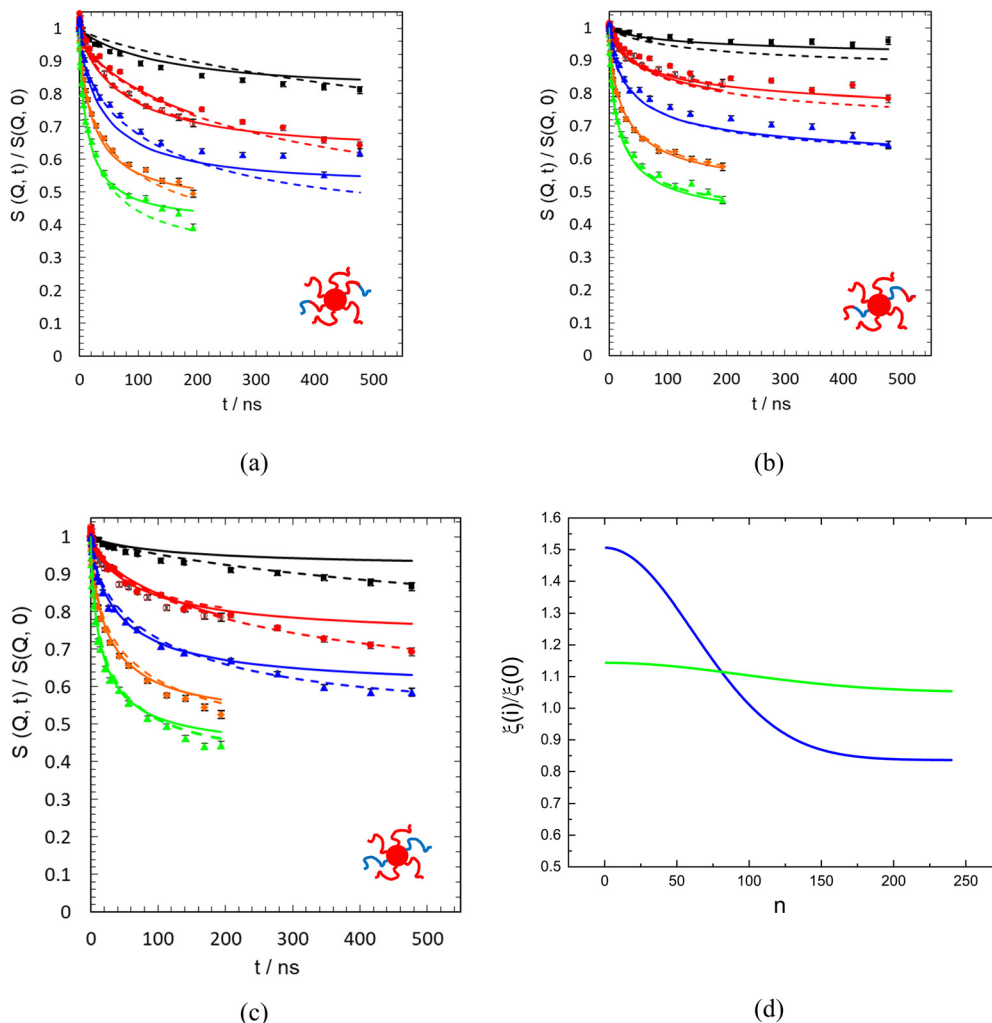 1
0.9
0.8
0.7
0.6
0.5
0.4
0.3
0.2
0.1
0
S (Q, t) / S(Q, 0)
0 100 200 300 400 500
t / ns
(a)
1
0.9
0.8
0.7
0.6
0.5
0.4
0.3
0.2
0.1
0
S (Q, t) / S(Q, 0)
0 100 200 300 400 500
t / ns
(b)
1
0.9
0.8
0.7
0.6
0.5
0.4
0.3
0.2
0.1
0
S (Q, t) / S(Q, 0)
0 100 200 300 400 500
t / ns
(c)
1.6
1.5
1.4
1.3
1.2
1.1
1.0
0.9
0.8
0.7
0.6
0.5
ξ(i)/ξ(0)
0 50 100 150 200 250
n
(d)